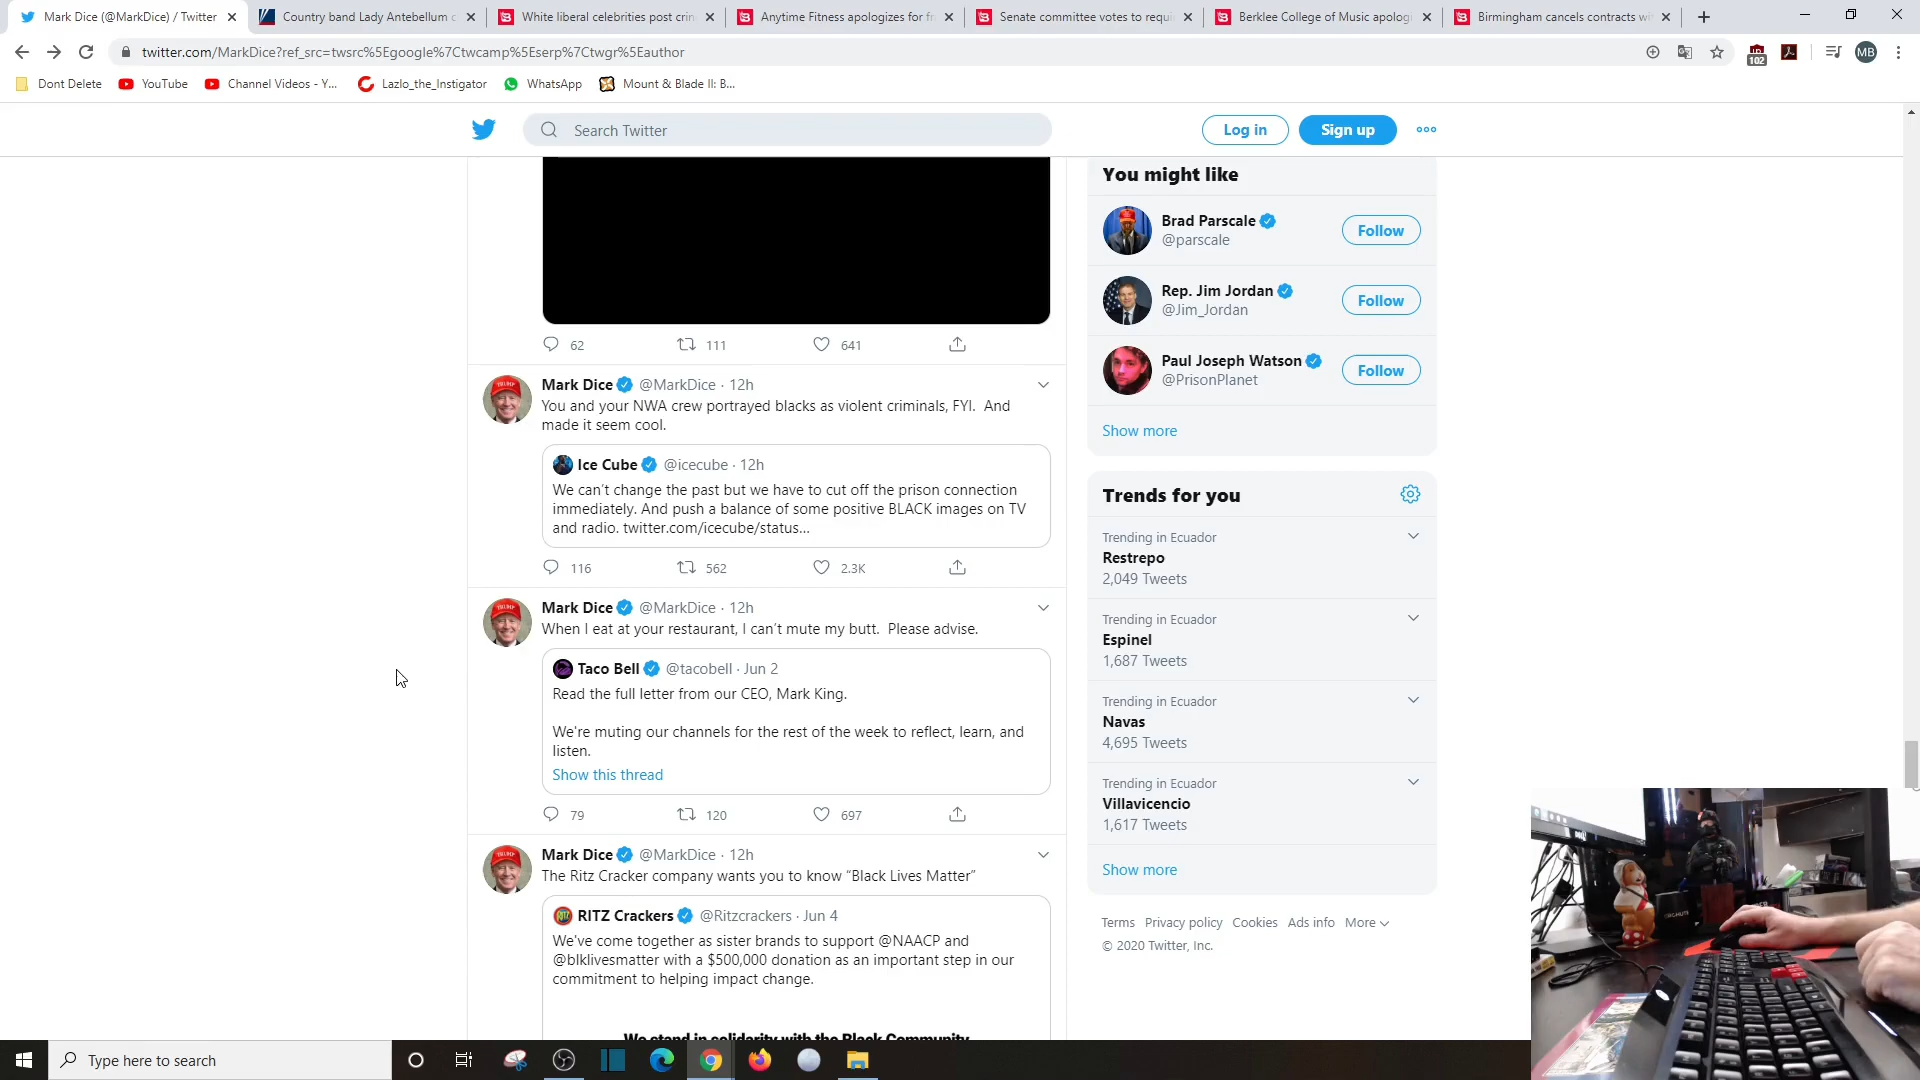 Mark Dice (@MarkDice) / Twitter
Country band Lady Antebellum c
White liberal celebrities post crin
Anytime Fitness apologizes for fr
Senate committee votes to requi
Berklee College of Music apologi
Birmingham cancels contracts wi
twitter.com/MarkDice?ref_src=twsrc%5Egoogle%7Ctwcamp%5Eserp%7Ctwgr%5Eauthor
102
MB
Dont Delete
YouTube
Channel Videos - Y...
Lazlo_the_Instigator
WhatsApp
Mount & Blade II: B...
Search Twitter
Log in
Sign up
62
111
641
Mark Dice @MarkDice · 12h
You and your NWA crew portrayed blacks as violent criminals, FYI. And
made it seem cool.
Ice Cube @icecube · 12h
We can't change the past but we have to cut off the prison connection
immediately. And push a balance of some positive BLACK images on TV
and radio. twitter.com/icecube/status...
116
562
2.3K
Mark Dice @MarkDice · 12h
When I eat at your restaurant, I can't mute my butt. Please advise.
Taco Bell @tacobell · Jun 2
Read the full letter from our CEO, Mark King.
We're muting our channels for the rest of the week to reflect, learn, and
listen.
Show this thread
79
120
697
Mark Dice @MarkDice · 12h
The Ritz Cracker company wants you to know “Black Lives Matter”
RITZ Crackers @Ritzcrackers · Jun 4
We've come together as sister brands to support @NAACP and
@blklivesmatter with a $500,000 donation as an important step in our
commitment to helping impact change.
We stand in solidarity with the Black Community
You might like
Brad Parscale
@parscale
Follow
Rep. Jim Jordan
@Jim_Jordan
Follow
Paul Joseph Watson
@PrisonPlanet
Follow
Show more
Trends for you
Trending in Ecuador
Restrepo
2,049 Tweets
Trending in Ecuador
Espinel
1,687 Tweets
Trending in Ecuador
Navas
4,695 Tweets
Trending in Ecuador
Villavicencio
1,617 Tweets
Show more
Terms Privacy policy Cookies Ads info More
© 2020 Twitter, Inc.
Type here to search